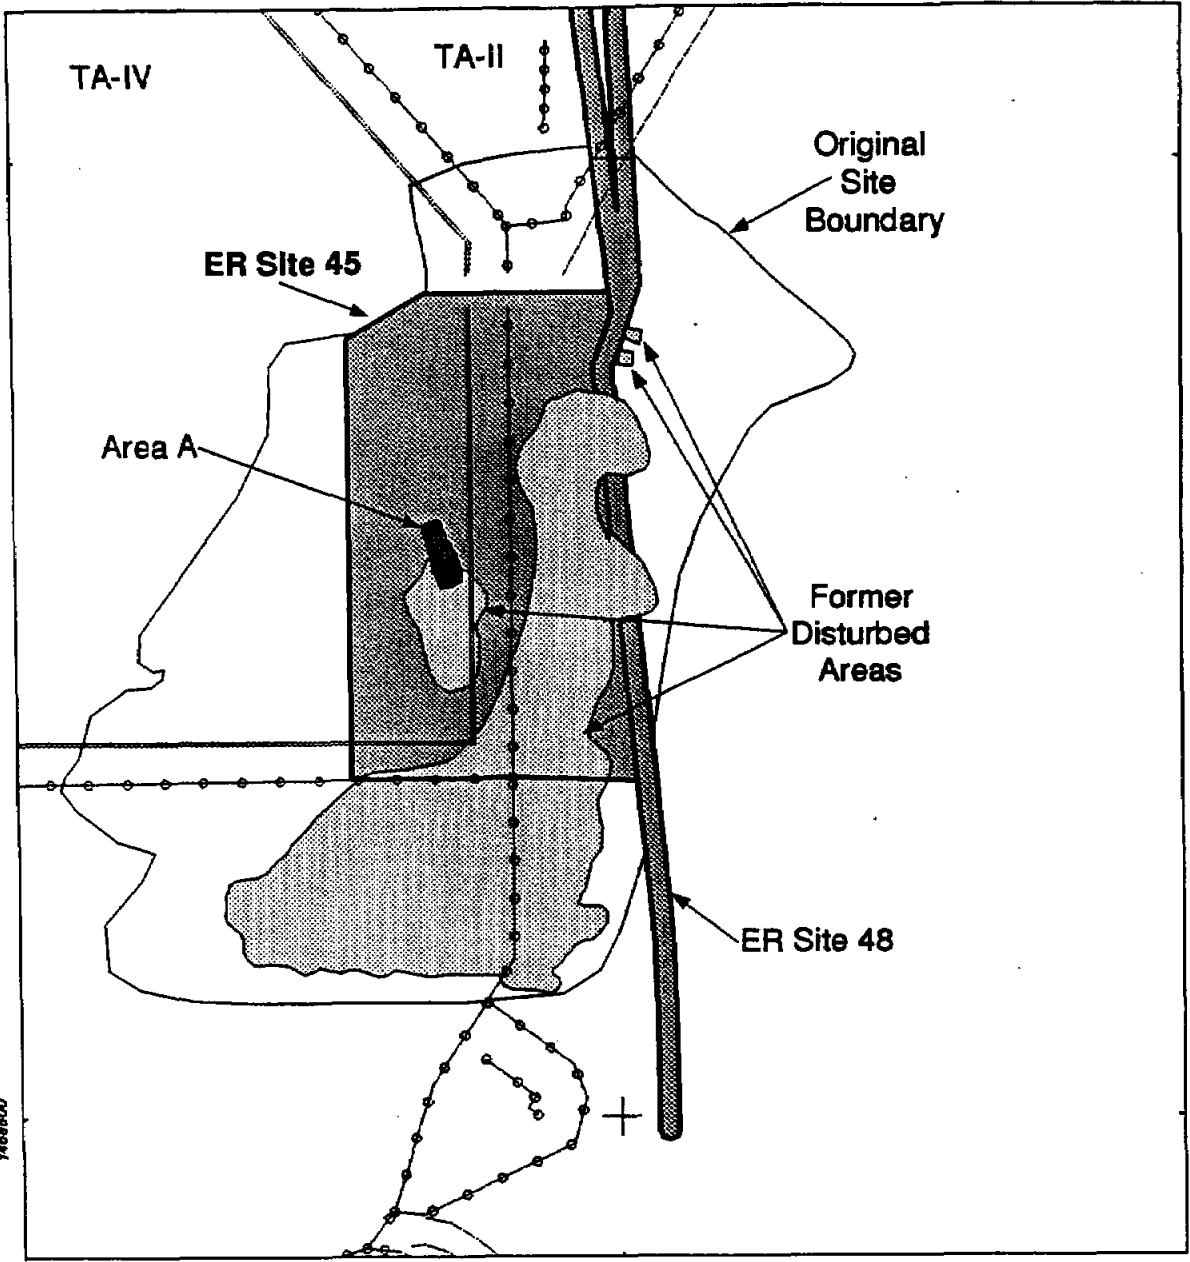 TA-IV
TA-II
Original
Site
Boundary
ER Site 45
Area A
Former
Disturbed
Areas
ER Site 48